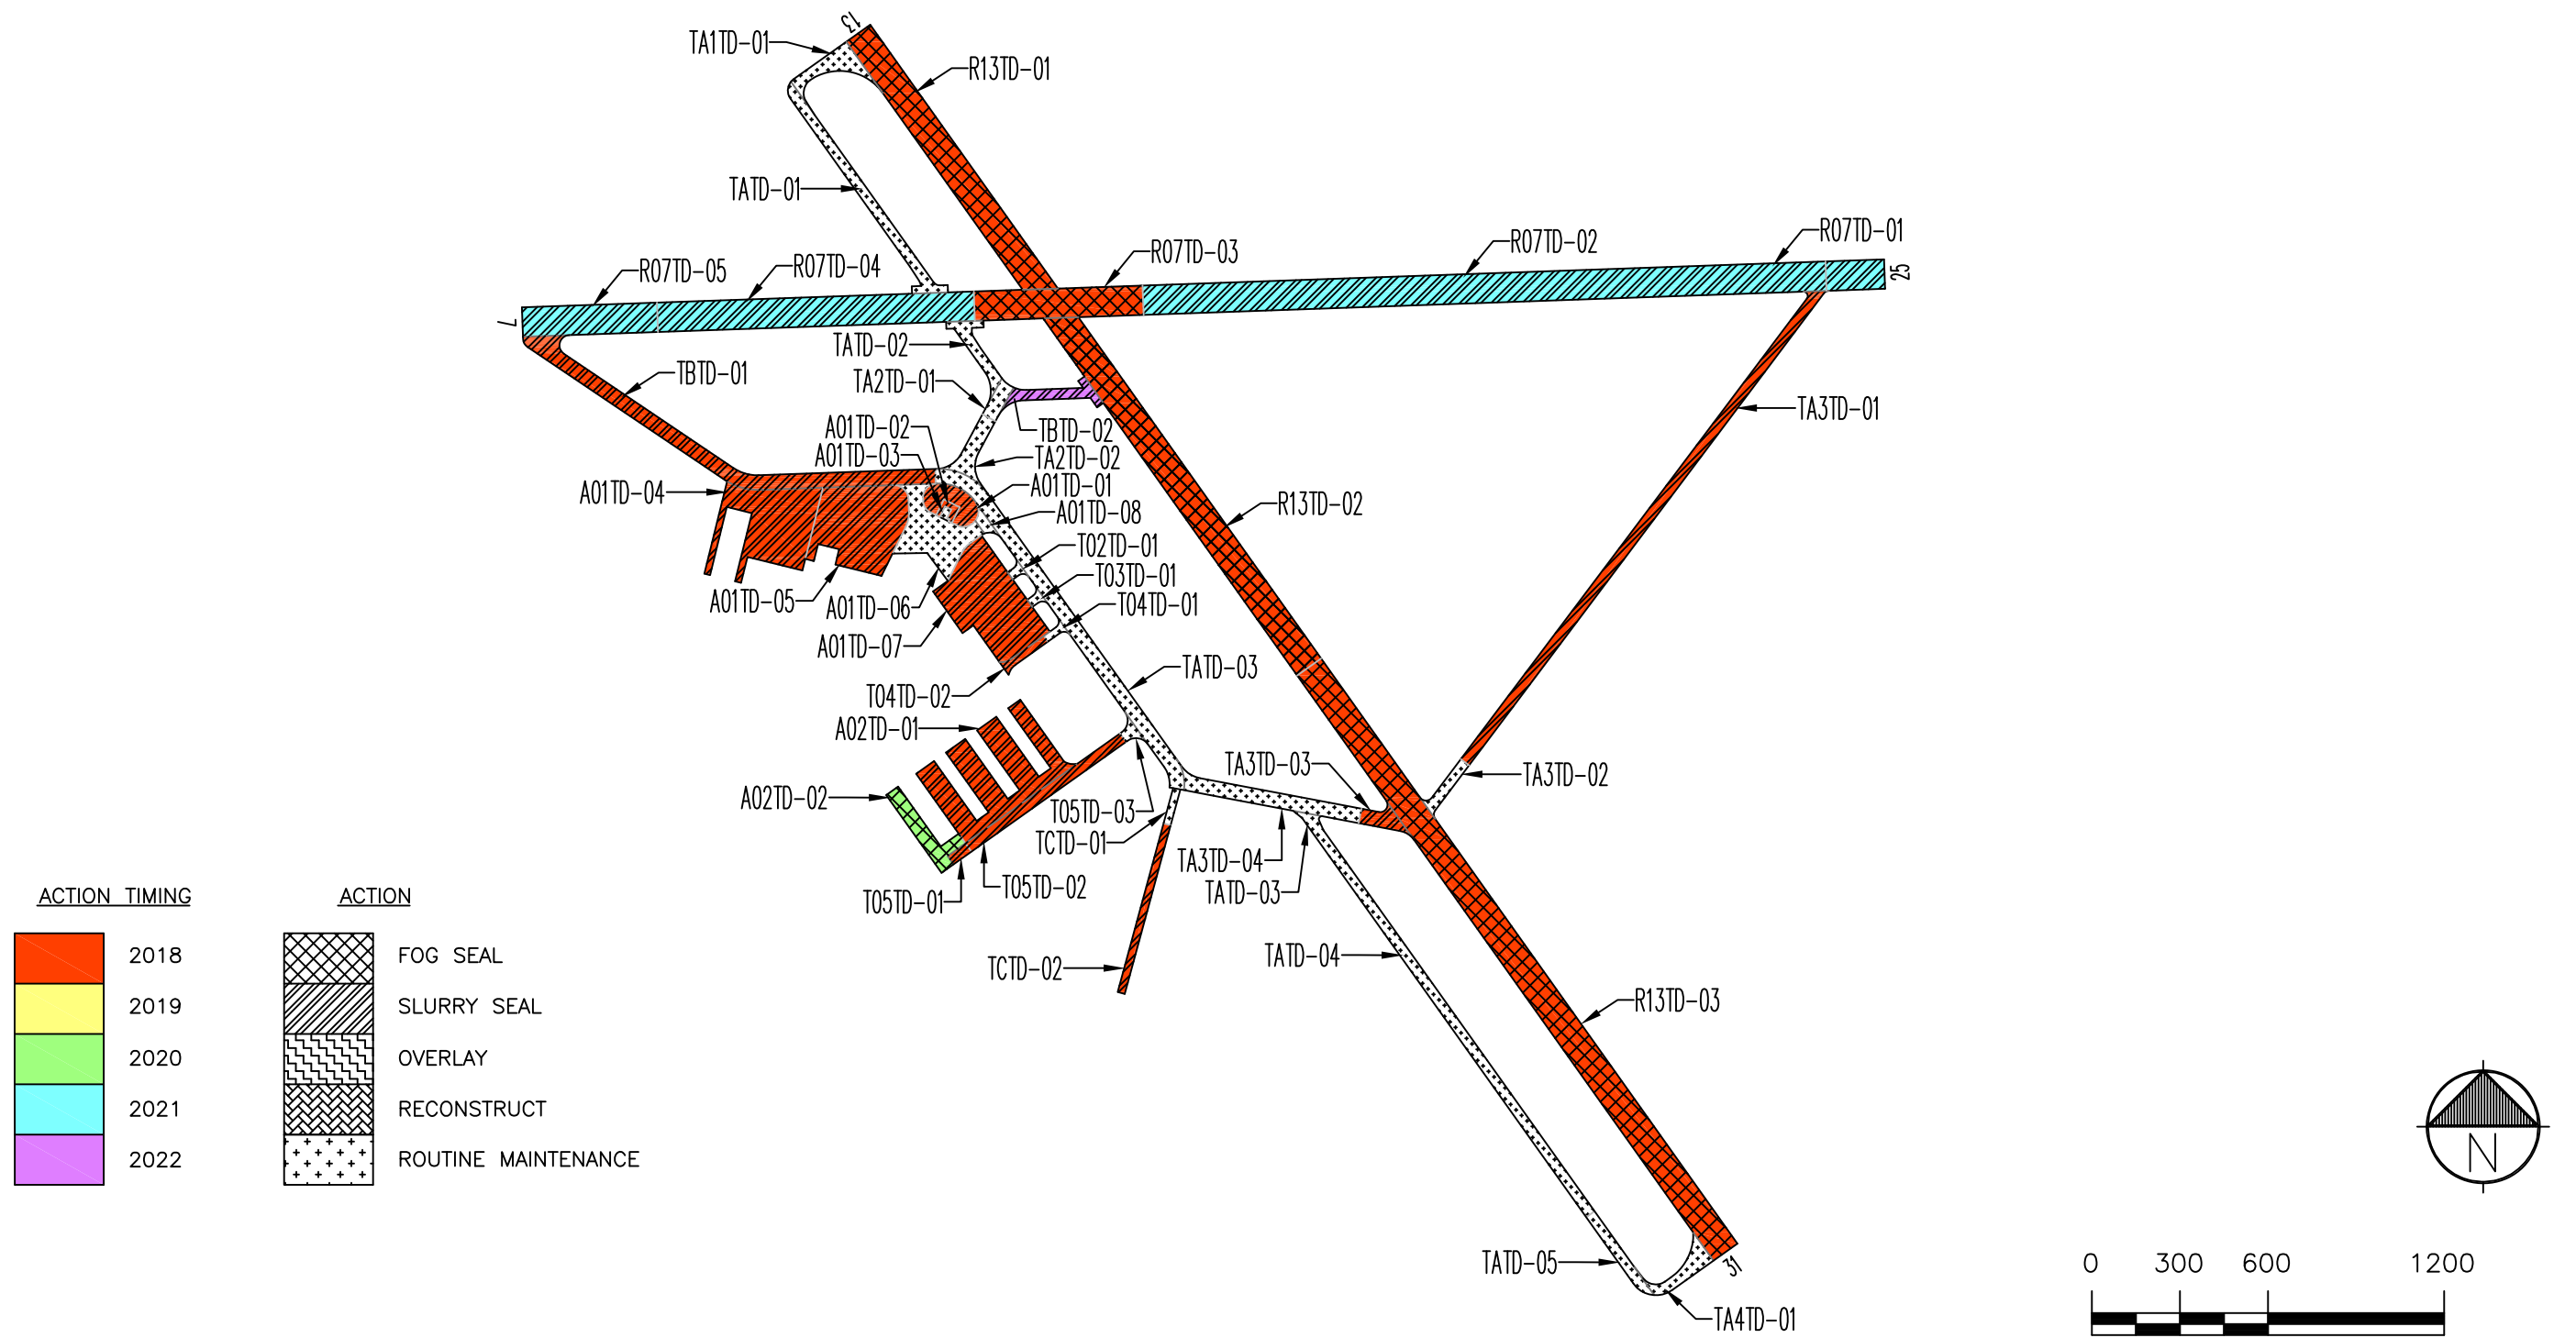 13
TA1TD-01
R13TD-01
TATD-01
R07TD-01
R07TD-02
R07TD-03
R07TD-04
R07TD-05
25
7
TATD-02
TBTD-01
TA2TD-01
TA3TD-01
A01TD-02
TBTD-02
A01TD-03
TA2TD-02
A01TD-04
A01TD-01
R13TD-02
A01TD-08
T02TD-01
T03TD-01
A01TD-05
A01TD-06
T04TD-01
A01TD-07
TATD-03
T04TD-02
A02TD-01
TA3TD-03
TA3TD-02
A02TD-02
T05TD-03
TCTD-01
TA3TD-04
T05TD-02
TATD-03
T05TD-01
TATD-04
TCTD-02
R13TD-03
TATD-05
31
TA4TD-01
ACTION TIMING
2018
2019
2020
2021
2022
ACTION
FOG SEAL
SLURRY SEAL
OVERLAY
RECONSTRUCT
ROUTINE MAINTENANCE
N
0 300 600 1200